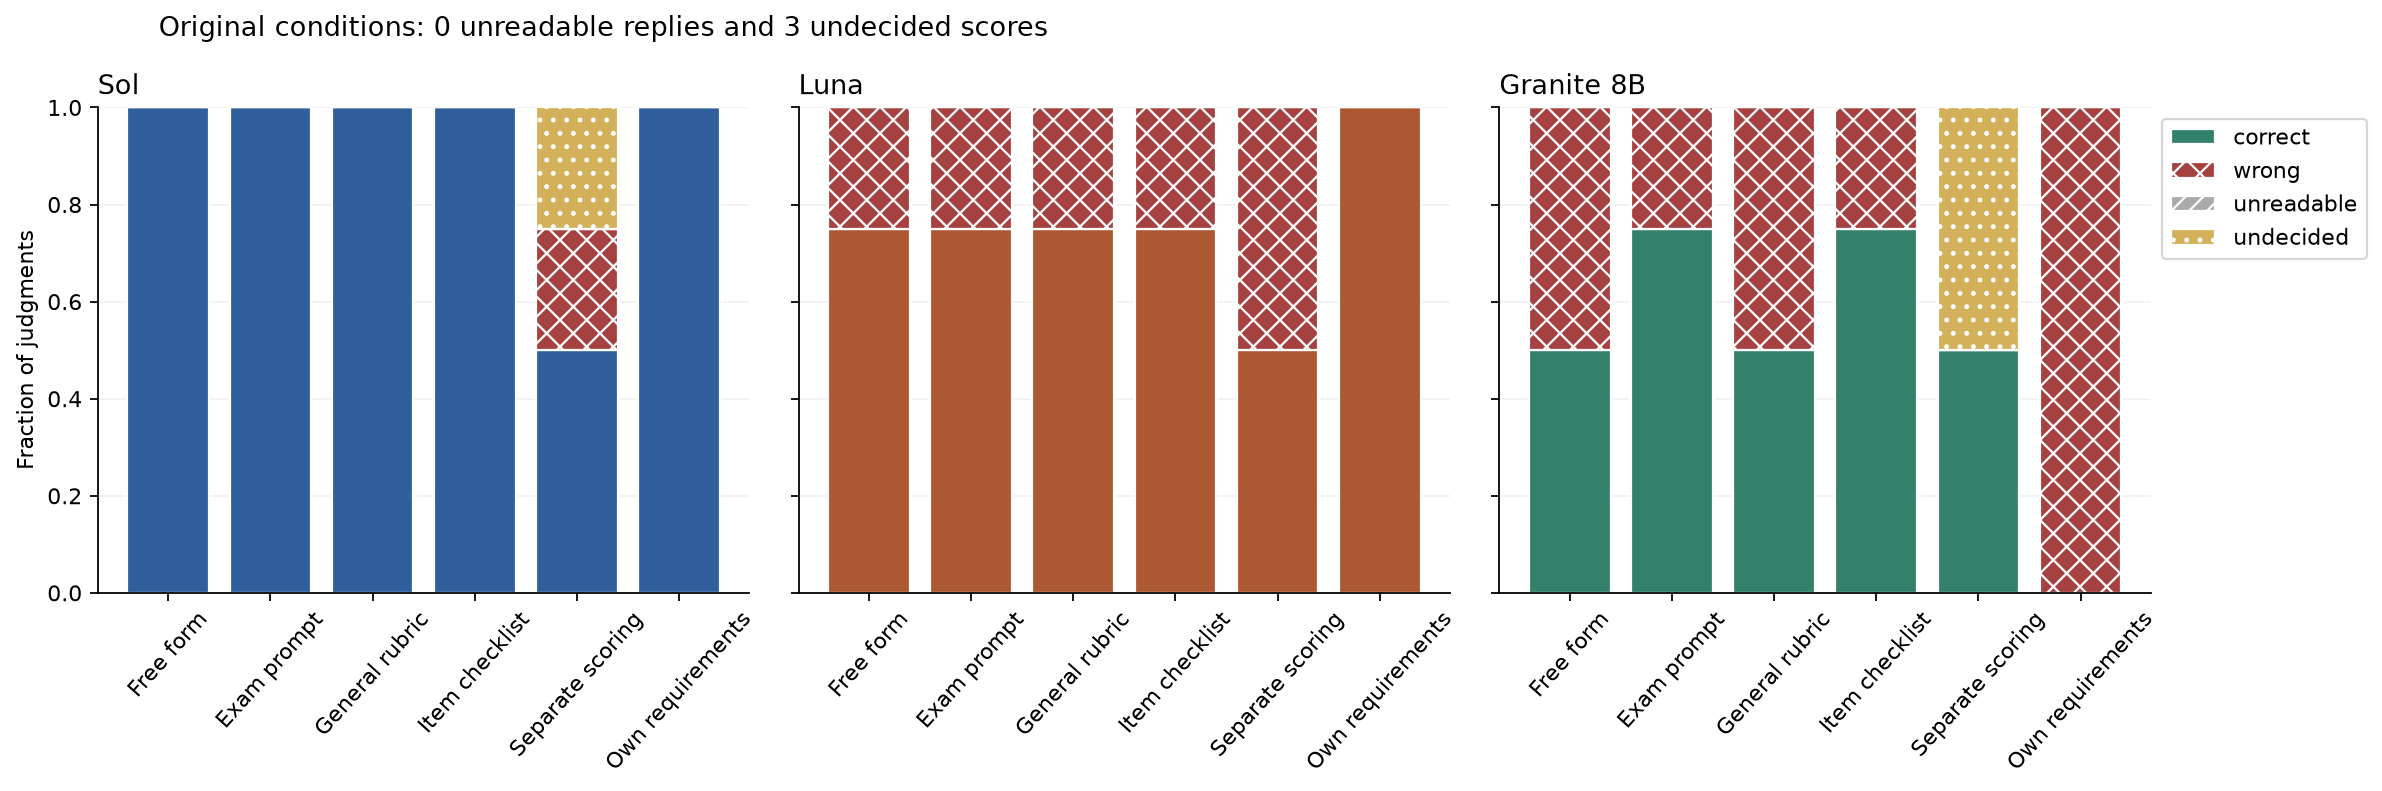 Original conditions: 0 unreadable replies and 3 undecided scores
Sol
Luna
Granite 8B
Fraction of judgments
1.0
0.8
0.6
0.4
0.2
0.0
Free form
Exam prompt
General rubric
Item checklist
Separate scoring
Own requirements
Free form
Exam prompt
General rubric
Item checklist
Separate scoring
Own requirements
Free form
Exam prompt
General rubric
Item checklist
Separate scoring
Own requirements
correct
wrong
unreadable
undecided